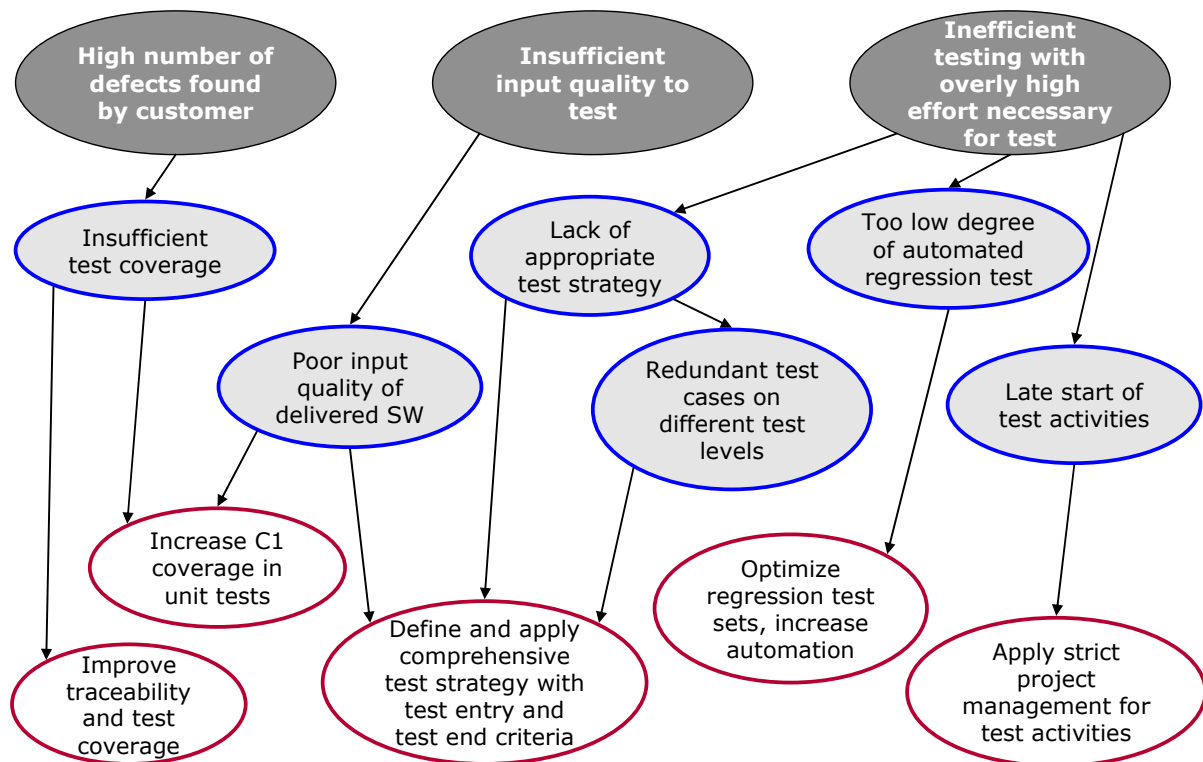 High number of
defects found
by customer
Insufficient
input quality to
test
Inefficient
testing with
overly high
effort necessary
for test
Insufficient
test coverage
Lack of
appropriate
test strategy
Too low degree
of automated
regression test
Poor input
quality of
delivered SW
Redundant test
cases on
different test
levels
Late start of
test activities
Increase C1
coverage in
unit tests
Optimize
regression test
sets, increase
automation
Improve
traceability
and test
coverage
Define and apply
comprehensive
test strategy with
test entry and
test end criteria
Apply strict
project
management for
test activities